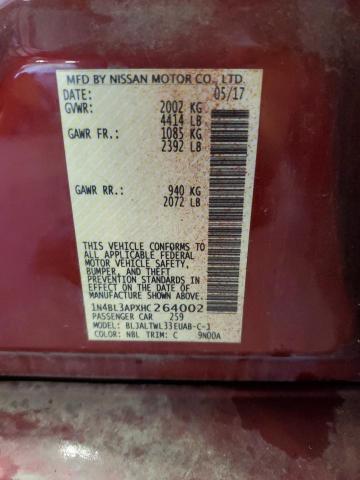 MFD BY NISSAN MOTOR CO., LTD.
DATE: 05/17
GVWR: 2002 KG
4414 LB
GAWR FR.: 1085 KG
2392 LB
GAWR RR.: 940 KG
2072 LB
THIS VEHICLE CONFORMS TO
ALL APPLICABLE FEDERAL
MOTOR VEHICLE SAFETY,
BUMPER, AND THEFT
PREVENTION STANDARDS
IN EFFECT ON THE DATE OF
MANUFACTURE SHOWN ABOVE.
1N4BL3APXHC264002
PASSENGER CAR 259
MODEL: BLJALTWL33EUAB-C-J
COLOR: NBL TRIM: C 9N00A